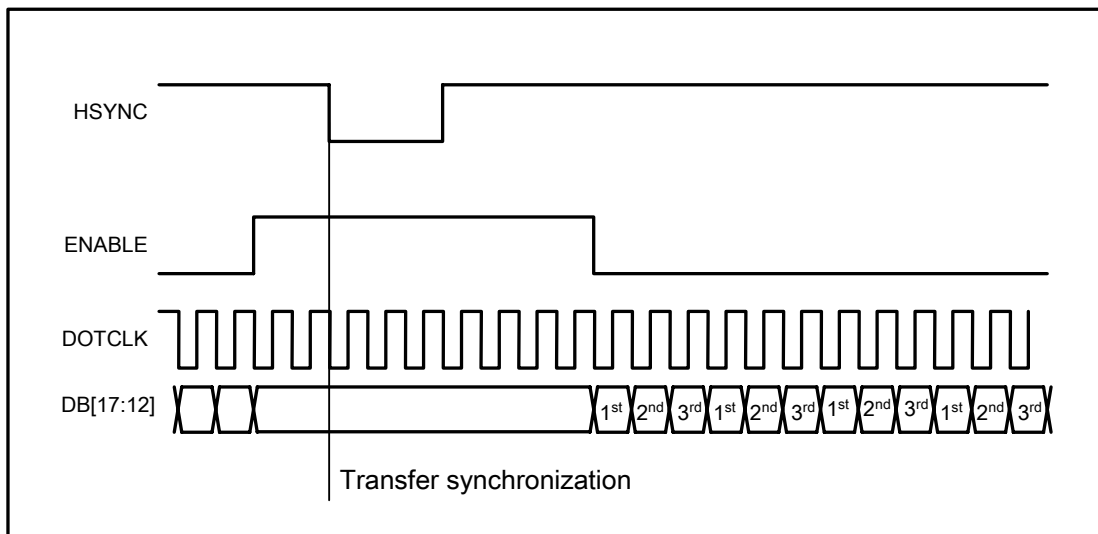 HSYNC
ENABLE
DOTCLK
DB[17:12] 1st 2nd 3rd 1st 2nd 3rd 1st 2nd 3rd 1st 2nd 3rd
Transfer synchronization